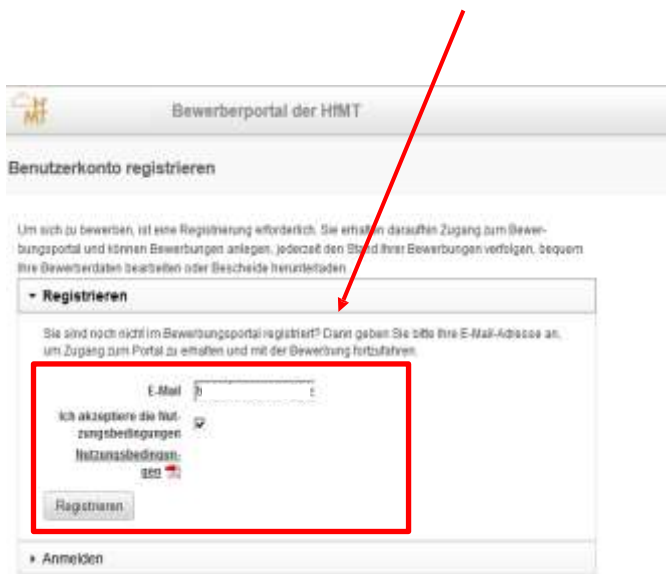 HfMT
Bewerberportal der HfMT
Benutzerkonto registrieren
Um sich zu bewerben, ist eine Registrierung erforderlich. Sie erhalten daraufhin Zugang zum Bewer-
bungsportal und können Bewerbungen anlegen, jederzeit den Stand Ihrer Bewerbungen verfolgen, bequem
Ihre Bewerberdaten bearbeiten oder Bescheide herunterladen.
Registrieren
Sie sind noch nicht im Bewerbungsportal registriert? Dann geben Sie bitte Ihre E-Mail-Adresse an,
um Zugang zum Portal zu erhalten und mit der Bewerbung fortzufahren.
E-Mail
Ich akzeptiere die Nut-
zungsbedingungen
Nutzungsbedingun-
gen
Registrieren
Anmelden